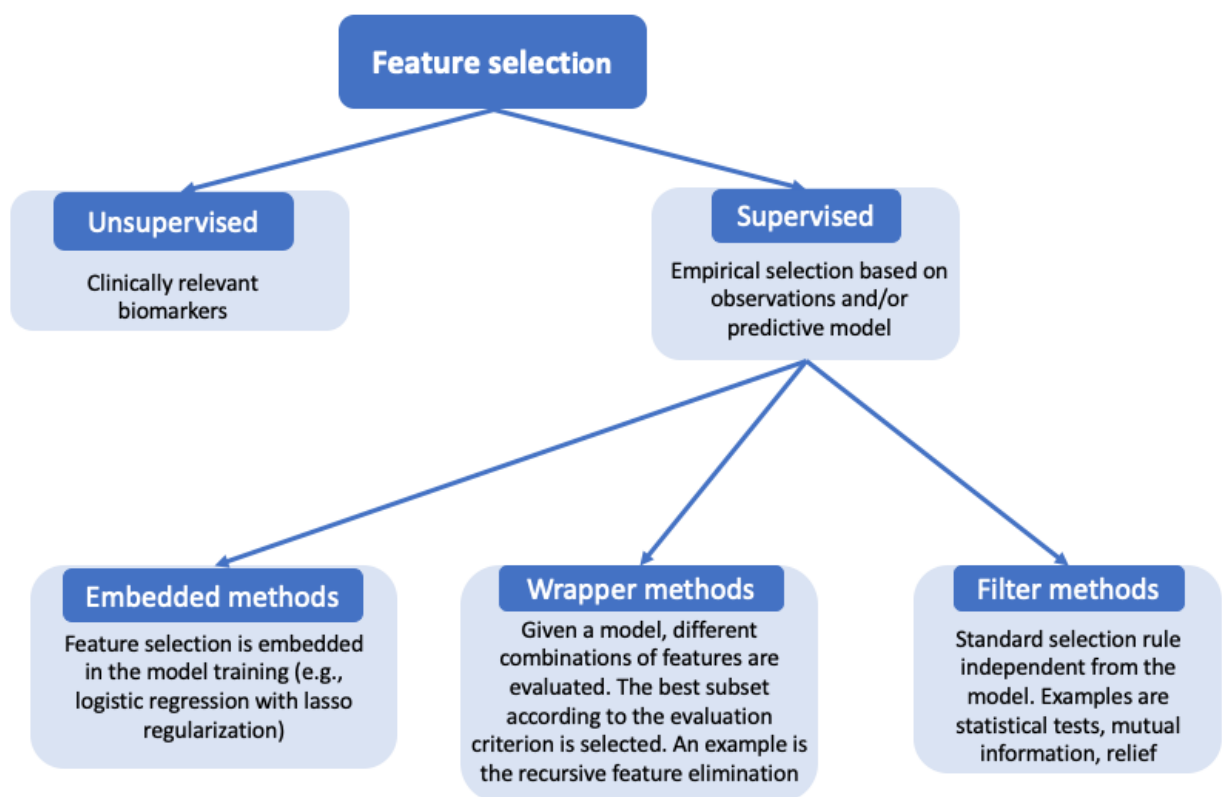 Feature selection
Unsupervised
Clinically relevant
biomarkers
Supervised
Empirical selection based on
observations and/or
predictive model
Embedded methods
Feature selection is embedded
in the model training (e.g.,
logistic regression with lasso
regularization)
Wrapper methods
Given a model, different
combinations of features are
evaluated. The best subset
according to the evaluation
criterion is selected. An example is
the recursive feature elimination
Filter methods
Standard selection rule
independent from the
model. Examples are
statistical tests, mutual
information, relief